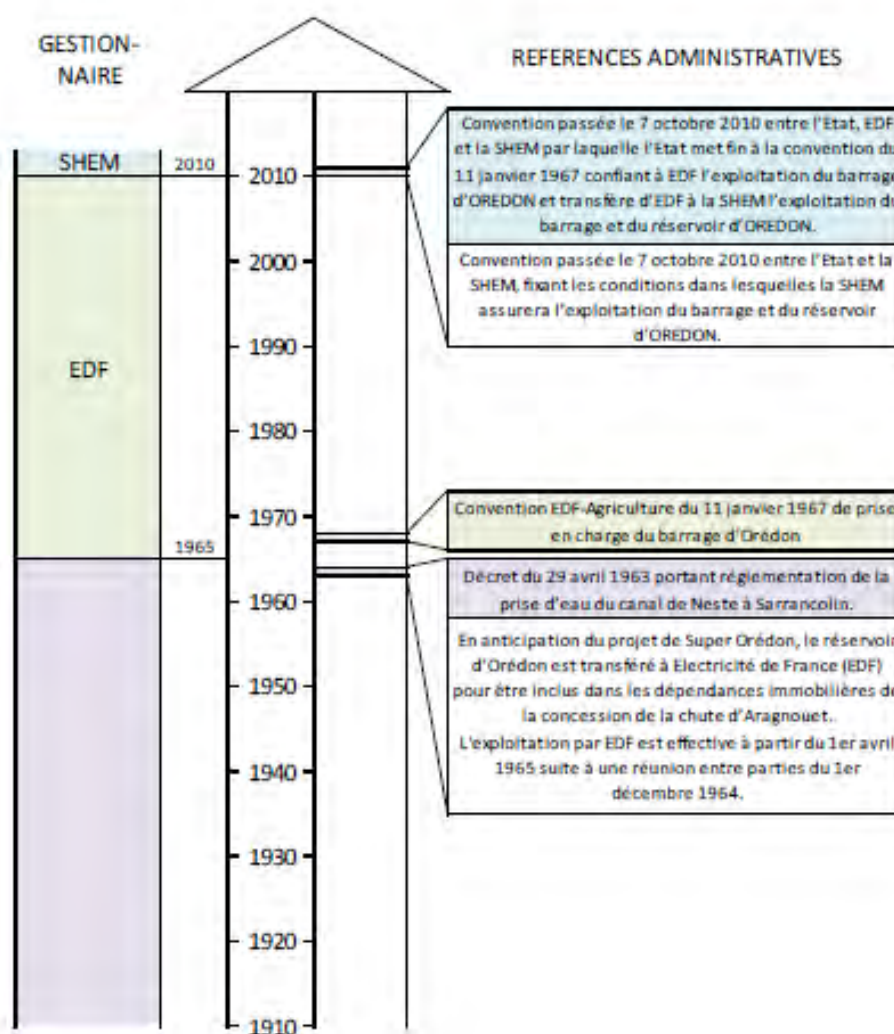 GESTION-
NAIRE
REFERENCES ADMINISTRATIVES
SHEM
2010
2010
2000
1990
EDF
1980
1970
1965
1960
1950
1940
1930
1920
1910
Convention passée le 7 octobre 2010 entre l'Etat, EDF
et la SHEM par laquelle l'Etat met fin à la convention du
11 janvier 1967 confiant à EDF l'exploitation du barrage
d'OREDON et transfère d'EDF à la SHEM l'exploitation du
barrage et du réservoir d'OREDON.
Convention passée le 7 octobre 2010 entre l'Etat et la
SHEM, fixant les conditions dans lesquelles la SHEM
assurera l'exploitation du barrage et du réservoir
d'OREDON.
Convention EDF-Agriculture du 11 janvier 1967 de prise
en charge du barrage d'Orédon
Décret du 29 avril 1963 portant réglementation de la
prise d'eau du canal de Neste à Sarrancolin.
En anticipation du projet de Super Orédon, le réservoir
d'Orédon est transféré à Electricité de France (EDF)
pour être inclus dans les dépendances immobilières de
la concession de la chute d'Aragnouet.
L'exploitation par EDF est effective à partir du 1er avril
1965 suite à une réunion entre parties du 1er
décembre 1964.